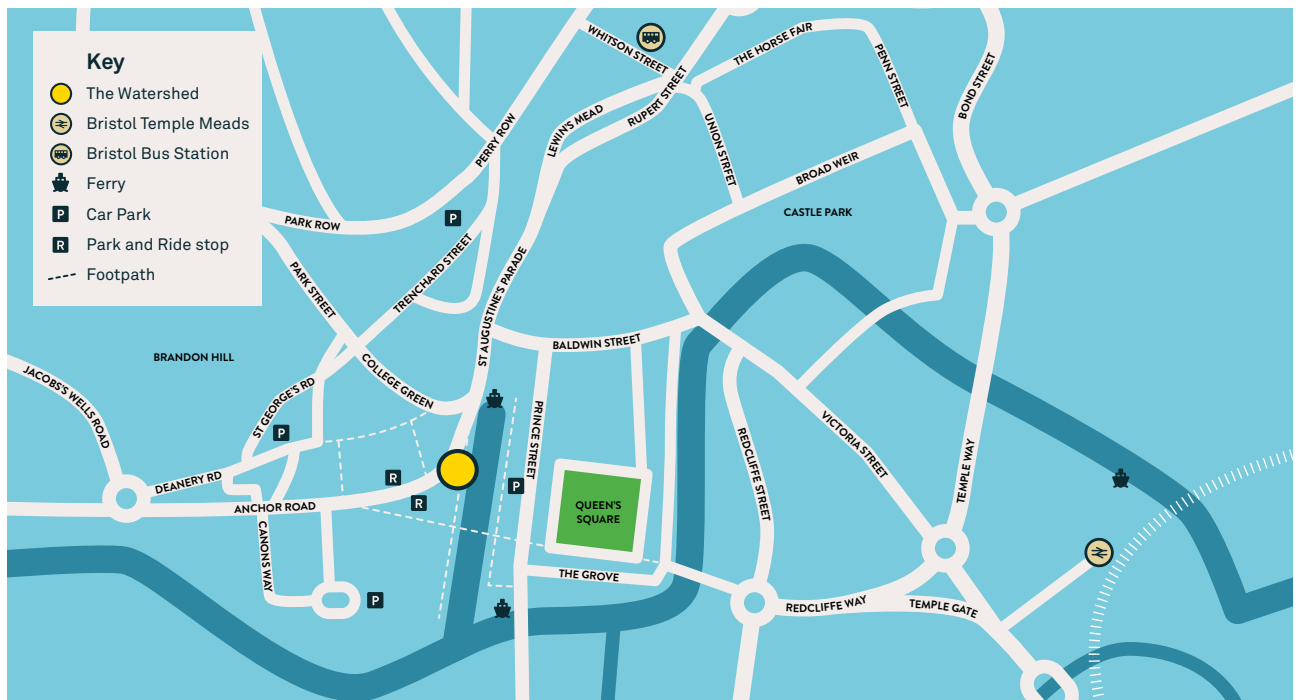 Key
The Watershed
Bristol Temple Meads
Bristol Bus Station
Ferry
P
Car Park
R
Park and Ride stop
Footpath
WHITSON STREET
THE HORSE FAIR
PENN STREET
BOND STREET
RUPERT STREET
LEWIN'S MEAD
PERRY ROW
UNION STRFET
BROAD WEIR
CASTLE PARK
PARK ROW
P
TRENCHARD STREET
PARK STREET
ST AUGUSTINE'S PARADE
BALDWIN STREET
BRANDON HILL
COLLEGE GREEN
JACOBS'S WELLS ROAD
ST GEORGE'S RD
P
PRINCE STREET
VICTORIA STREET
REDCLIFFE STREET
TEMPLE WAY
DEANERY RD
R
R
P
QUEEN'S
SQUARE
ANCHOR ROAD
CANONS WAY
THE GROVE
P
REDCLIFFE WAY
TEMPLE GATE